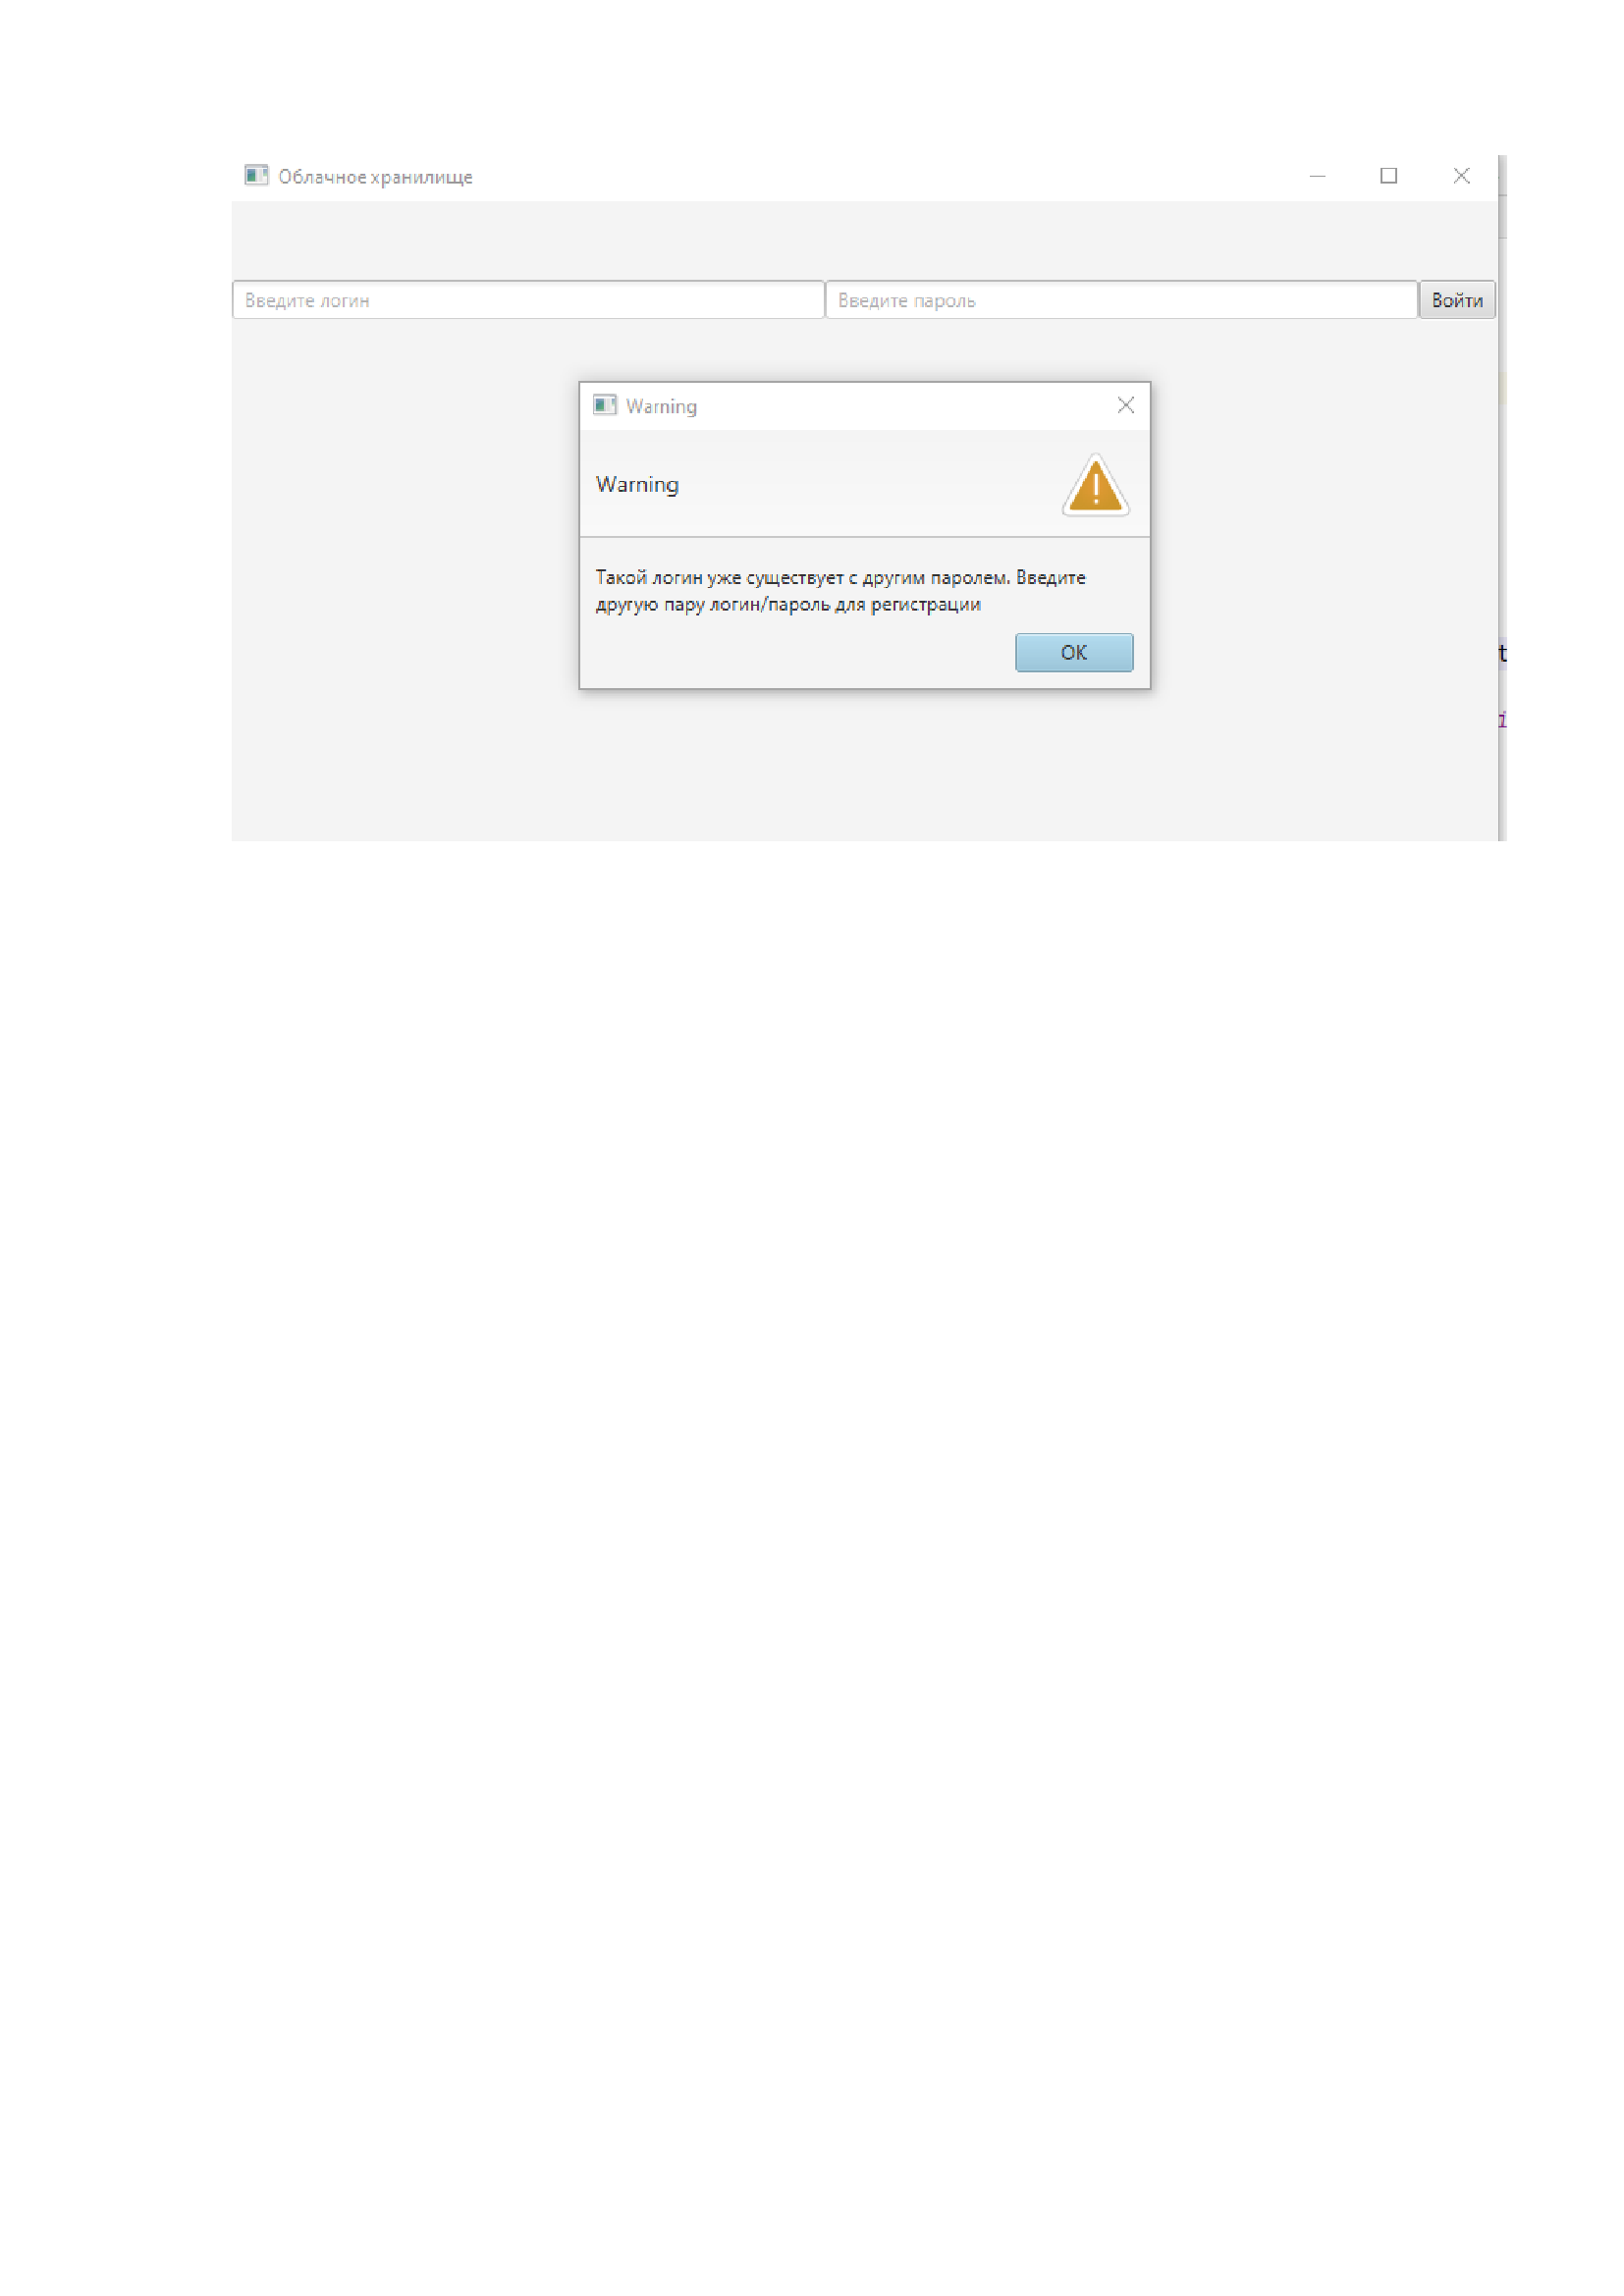 Облачное хранилище
Введите логин
Введите пароль
Войти
Warning
Warning
Такой логин уже существует с другим паролем. Введите
другую пару логин/пароль для регистрации
OK
t
i